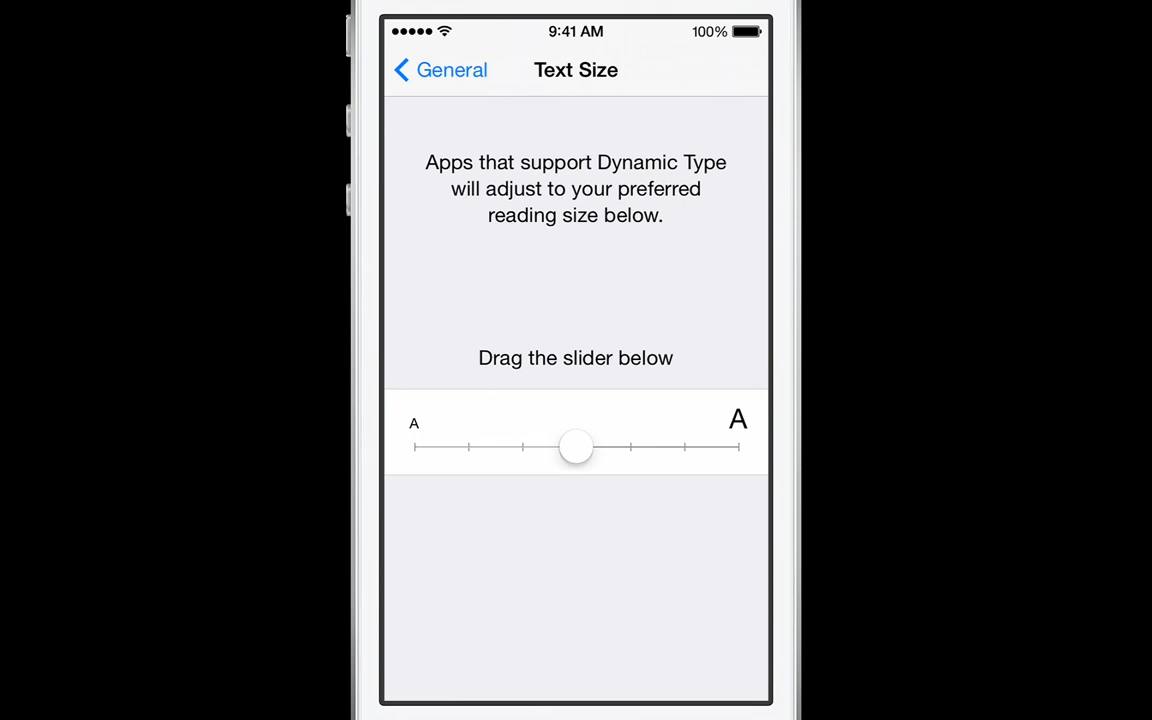 9:41 AM
100%
General
Text Size
Apps that support Dynamic Type
will adjust to your preferred
reading size below.
Drag the slider below
A
A